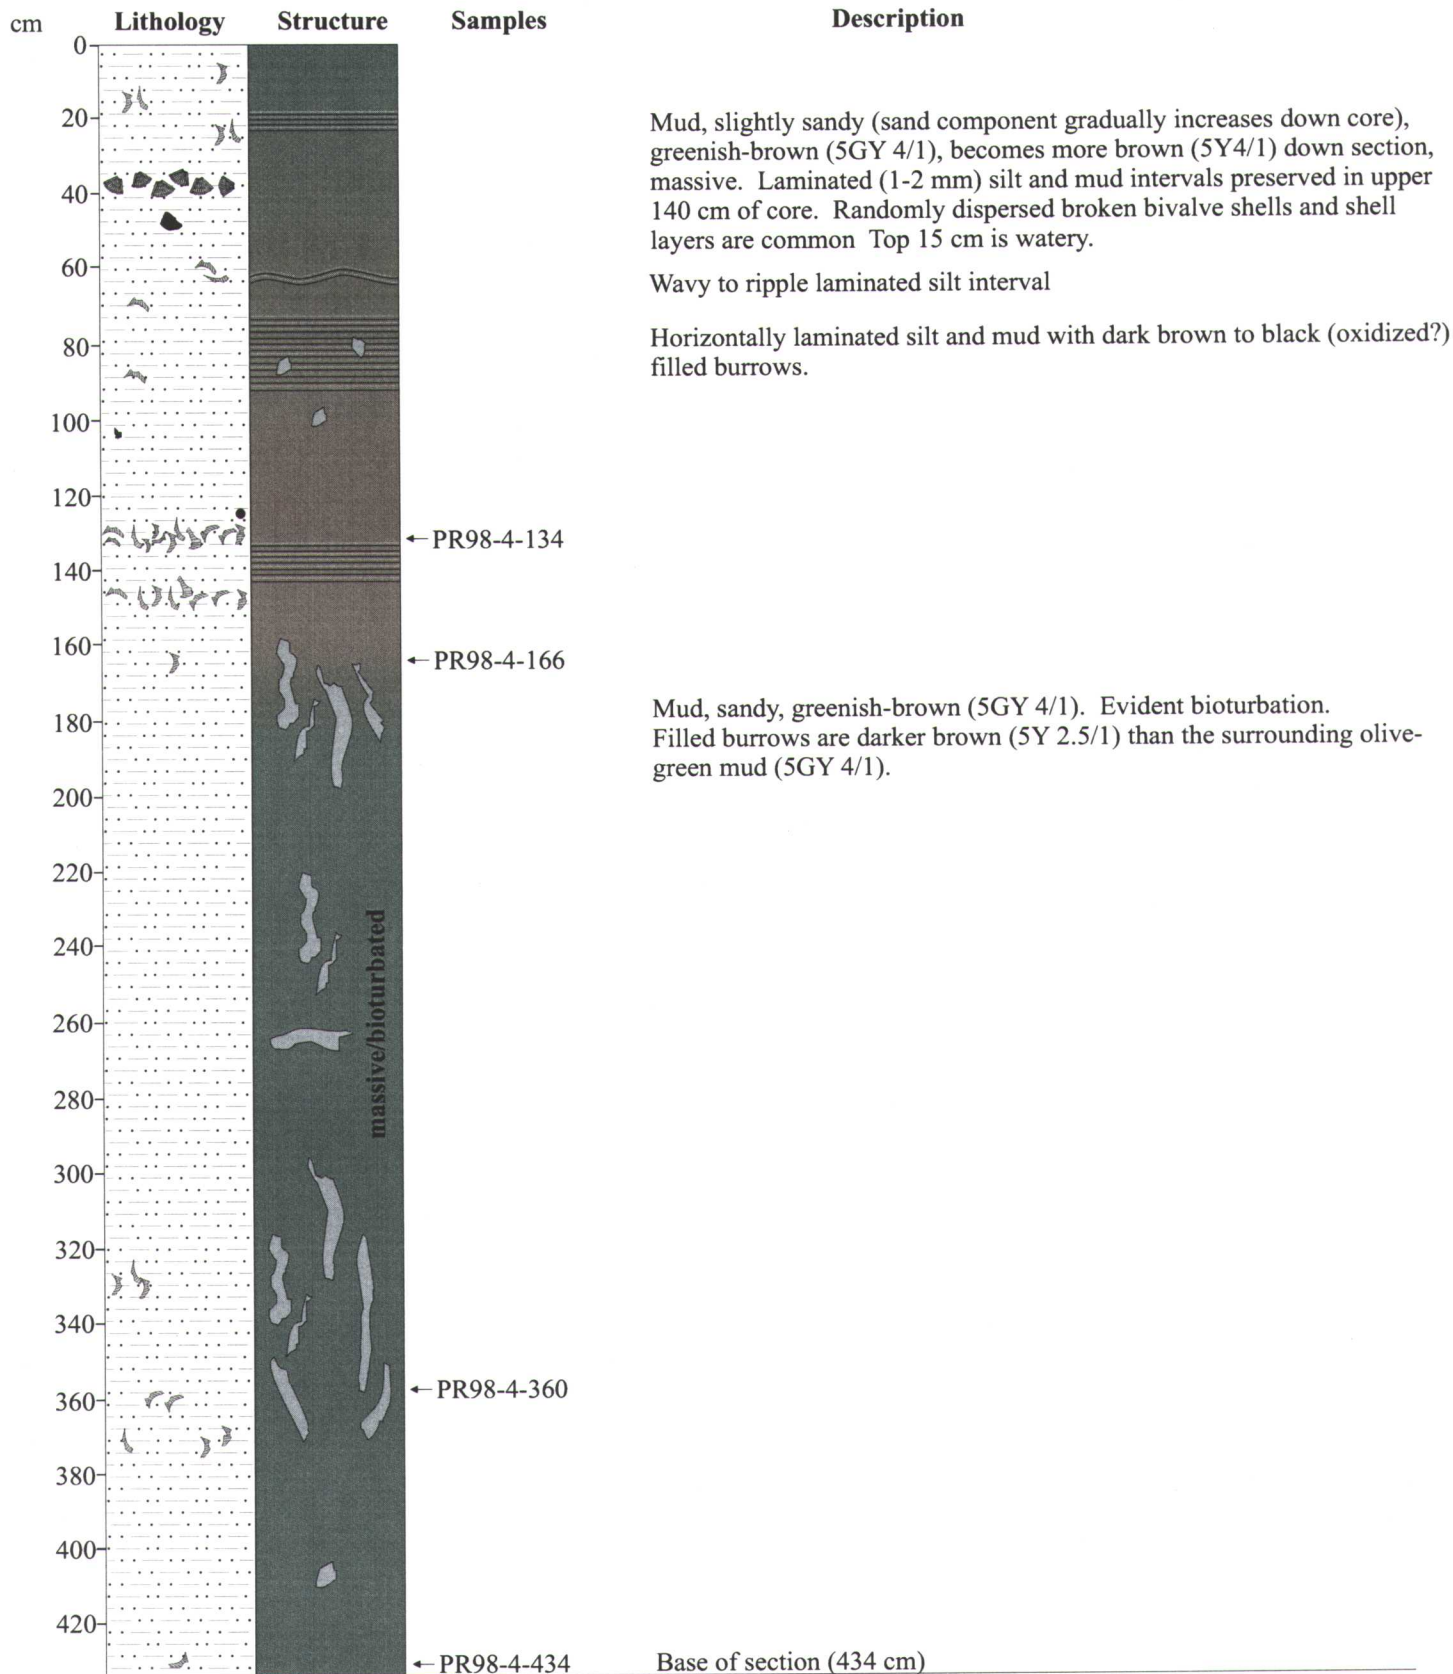 cm Lithology Structure Samples Description
0
20
Mud, slightly sandy (sand component gradually increases down core),
greenish-brown (5GY 4/1), becomes more brown (5Y4/1) down section,
massive. Laminated (1-2 mm) silt and mud intervals preserved in upper
140 cm of core. Randomly dispersed broken bivalve shells and shell
layers are common Top 15 cm is watery.
40
60
Wavy to ripple laminated silt interval
80
Horizontally laminated silt and mud with dark brown to black (oxidized?)
filled burrows.
100
120
PR98-4-134
140
160
PR98-4-166
180
Mud, sandy, greenish-brown (5GY 4/1). Evident bioturbation.
Filled burrows are darker brown (5Y 2.5/1) than the surrounding olive-
green mud (5GY 4/1).
200
220
240
massive/bioturbated
260
280
300
320
340
360
PR98-4-360
380
400
420
PR98-4-434 Base of section (434 cm)